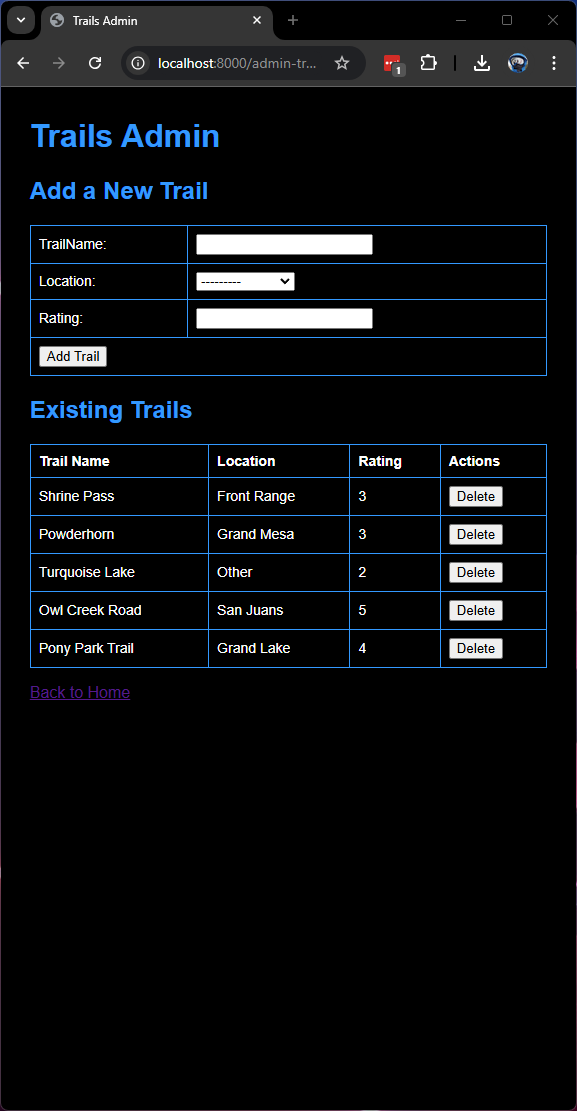 Trails Admin
localhost:8000/admin-tr...
1
Trails Admin
Add a New Trail
TrailName:
Location: ---------
Rating:
Add Trail
Existing Trails
Trail Name Location Rating Actions
Shrine Pass Front Range 3 Delete
Powderhorn Grand Mesa 3 Delete
Turquoise Lake Other 2 Delete
Owl Creek Road San Juans 5 Delete
Pony Park Trail Grand Lake 4 Delete
Back to Home